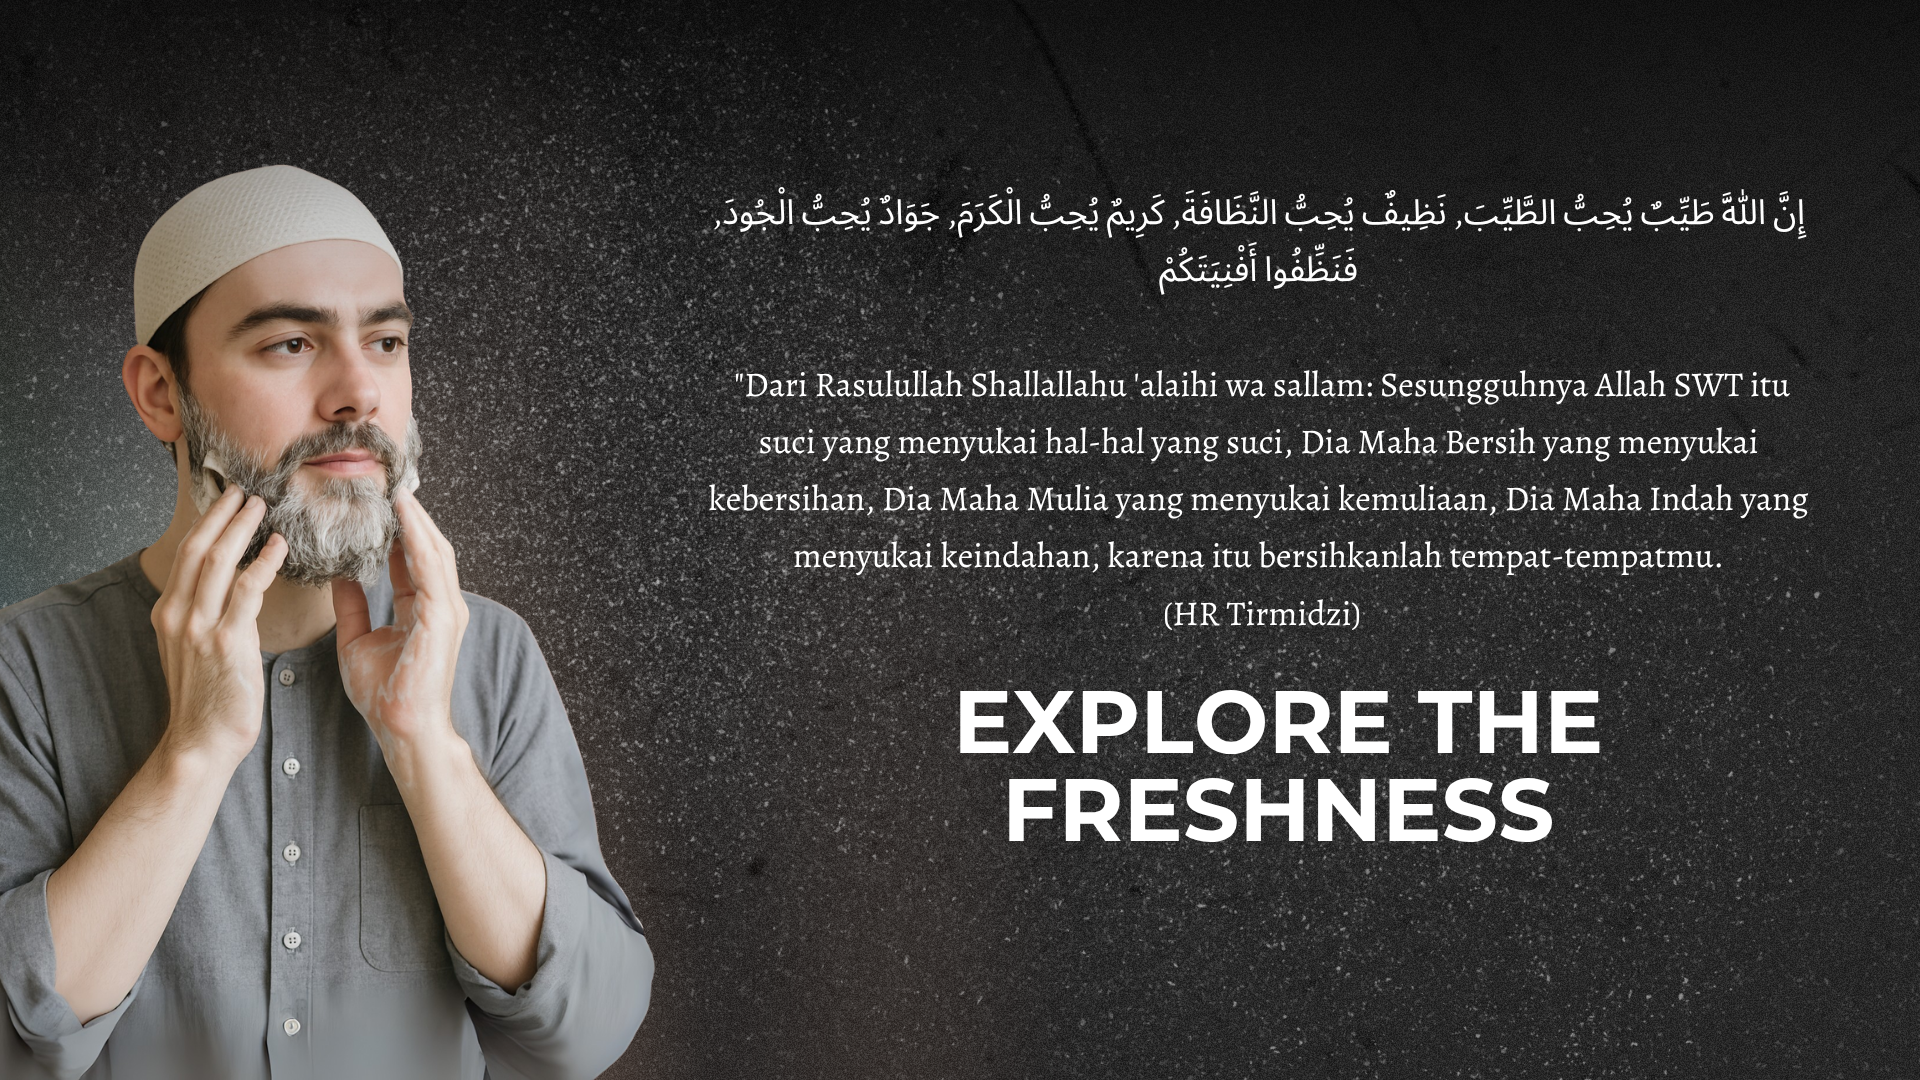 إِنَّ اللهَ طَيِّبٌ يُحِبُّ الطَّيِّبَ, نَظِيفٌ يُحِبُّ النَّظَافَةَ, كَرِيمٌ يُحِبُّ الْكَرَمَ, جَوَادٌ يُحِبُّ الْجُودَ,
فَنَظِّفُوا أَفْنِيَتَكُمْ
"Dari Rasulullah Shallallahu 'alaihi wa sallam: Sesungguhnya Allah SWT itu
suci yang menyukai hal-hal yang suci, Dia Maha Bersih yang menyukai
kebersihan, Dia Maha Mulia yang menyukai kemuliaan, Dia Maha Indah yang
menyukai keindahan, karena itu bersihkanlah tempat-tempatmu.
(HR Tirmidzi)
EXPLORE THE
FRESHNESS